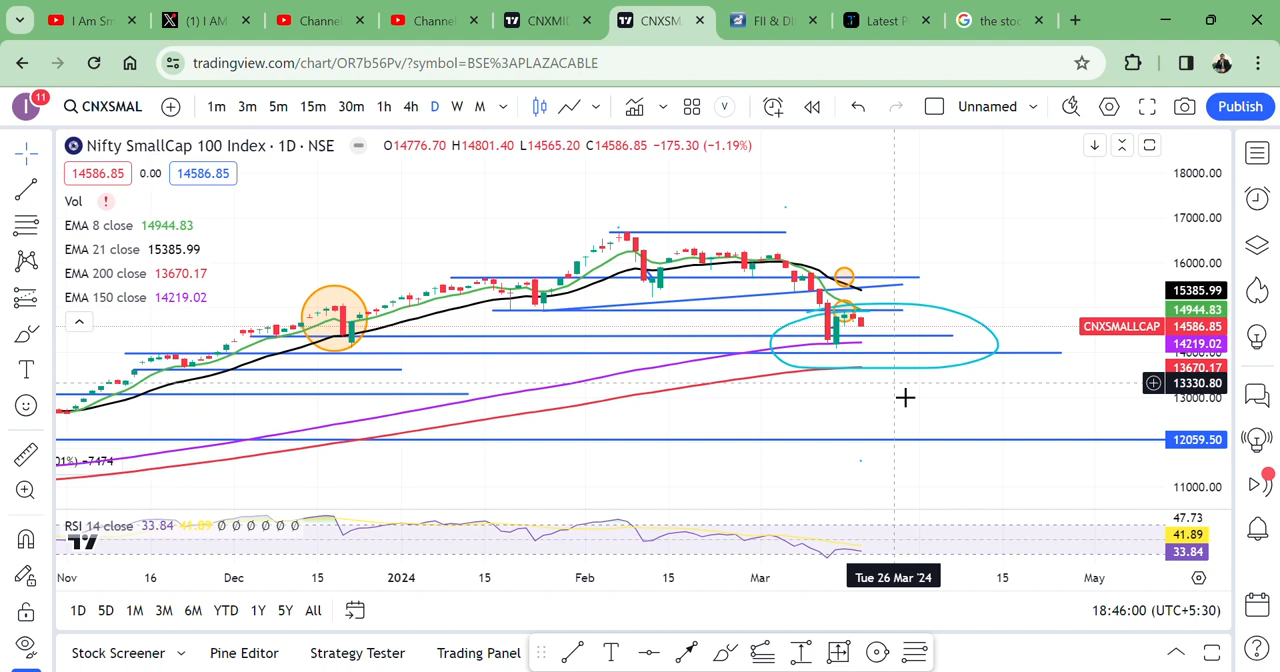 I Am Sn
(1) I AM
Channel
Channel
CNXMI
CNXSM
FII & DI
Latest P
the stoc
tradingview.com/chart/OR7b56Pv/?symbol=BSE%3APLAZACABLE
I 11 CNXSMAL 1m 3m 5m 15m 30m 1h 4h D W M V Unnamed Publish
Nifty SmallCap 100 Index · 1D · NSE O14776.70 H14801.40 L14565.20 C14586.85 −175.30 (−1.19%)
14586.85 0.00 14586.85
Vol !
EMA 8 close 14944.83
EMA 21 close 15385.99
EMA 200 close 13670.17
EMA 150 close 14219.02
18000.00
17000.00
16000.00
15385.99
14944.83
CNXSMALLCAP 14586.85
14219.02
14000.00
13670.17
13330.80
13000.00
12059.50
01%) −7474
11000.00
RSI 14 close 33.84 41.89 Ø Ø Ø Ø Ø Ø
47.73
41.89
33.84
Nov 16 Dec 15 2024 15 Feb 15 Mar Tue 26 Mar '24 15 May
1D 5D 1M 3M 6M YTD 1Y 5Y All 18:46:00 (UTC+5:30)
Stock Screener Pine Editor Strategy Tester Trading Panel